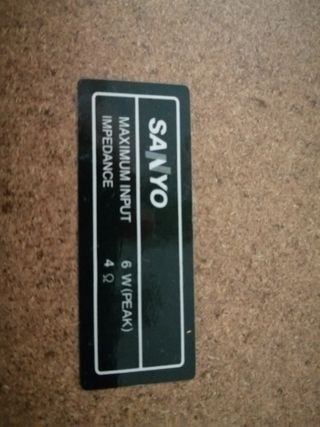 SANYO
MAXIMUM INPUT 6 W (PEAK)
IMPEDANCE 4 Ω